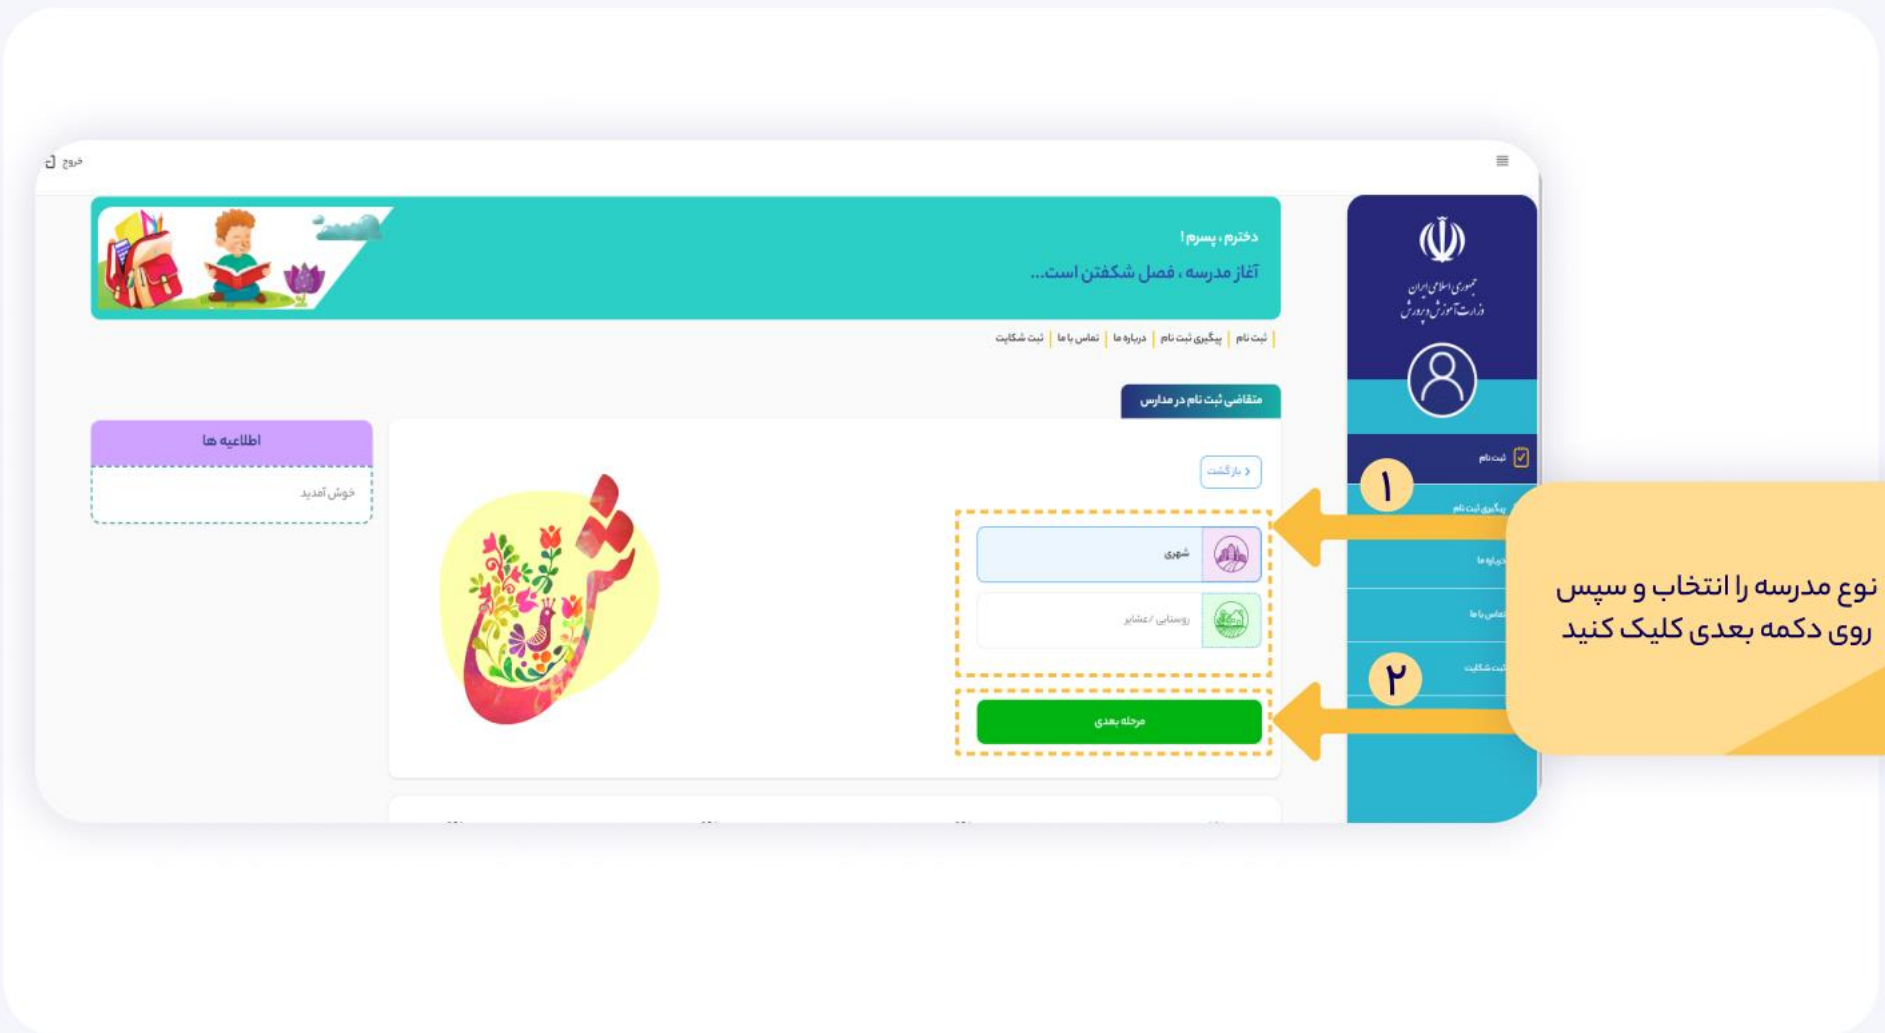 خروج
دخترم ، پسرم !
آغاز مدرسه ، فصل شکفتن است...
جمهوری اسلامی ایران
وزارت آموزش و پرورش
ثبت نام | پیگیری ثبت نام | درباره ما | تماس با ما | ثبت شکایت
متقاضی ثبت نام در مدارس
اطلاعیه ها
خوش آمدید
بازگشت
شهری
روستایی / عشایر
مرحله بعدی
ثبت نام
پیگیری ثبت نام
درباره ما
تماس با ما
ثبت شکایت
۱
۲
نوع مدرسه را انتخاب و سپس
روی دکمه بعدی کلیک کنید